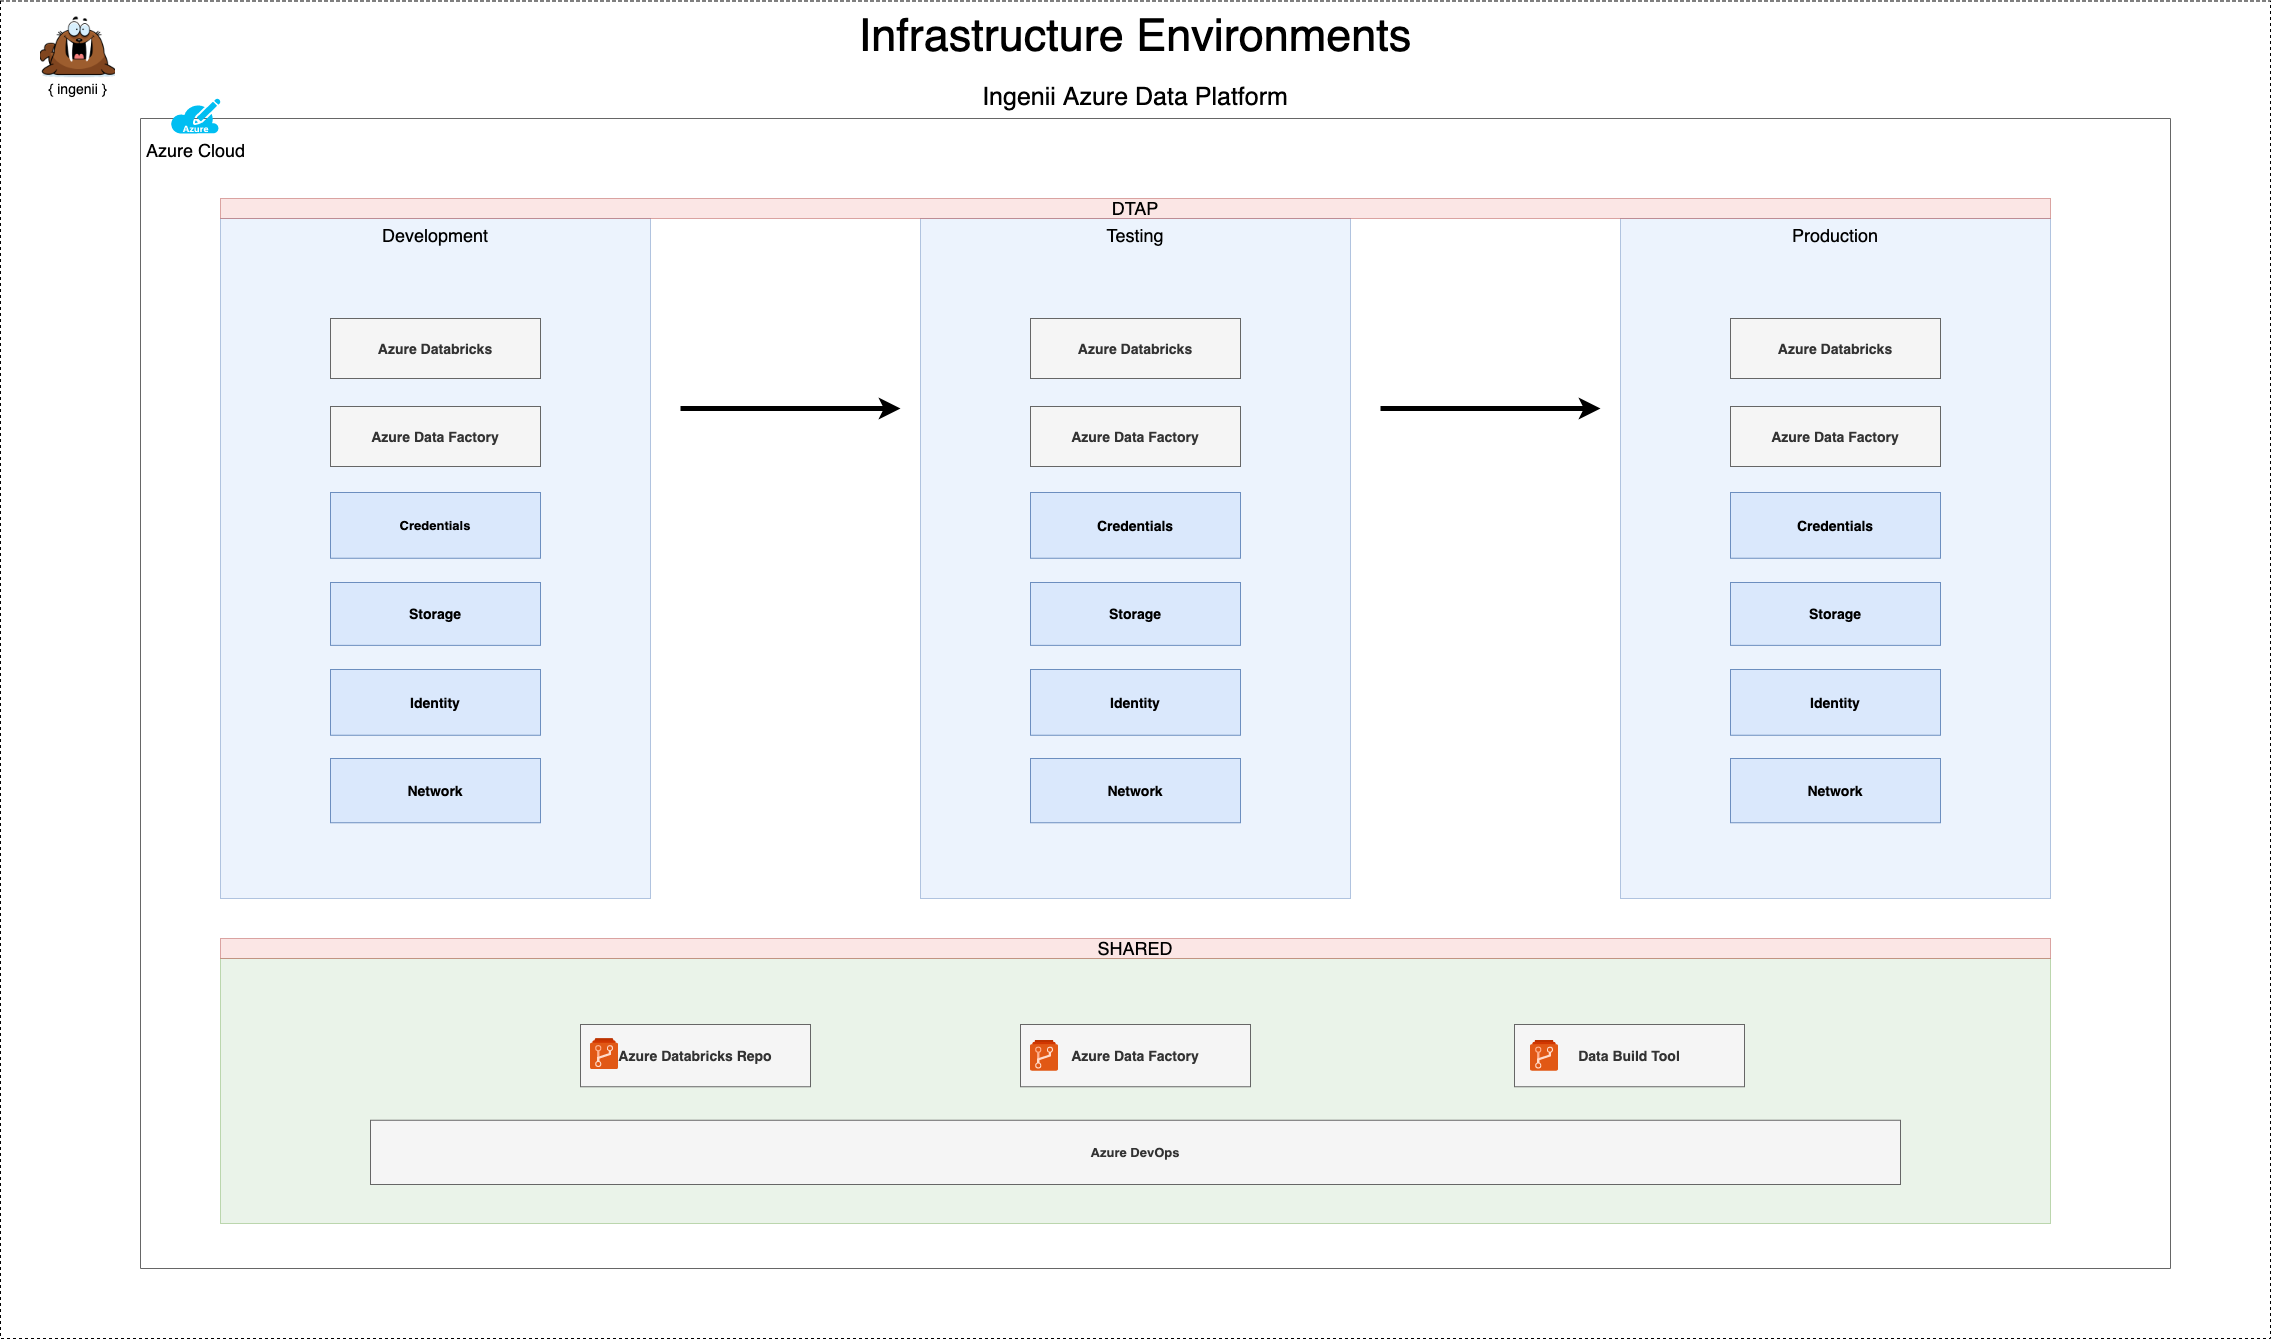 Infrastructure Environments
{ ingenii }
Ingenii Azure Data Platform
Azure
Azure Cloud
DTAP
Development
Azure Databricks
Azure Data Factory
Credentials
Storage
Identity
Network
Testing
Azure Databricks
Azure Data Factory
Credentials
Storage
Identity
Network
Production
Azure Databricks
Azure Data Factory
Credentials
Storage
Identity
Network
SHARED
Azure Databricks Repo
Azure Data Factory
Data Build Tool
Azure DevOps